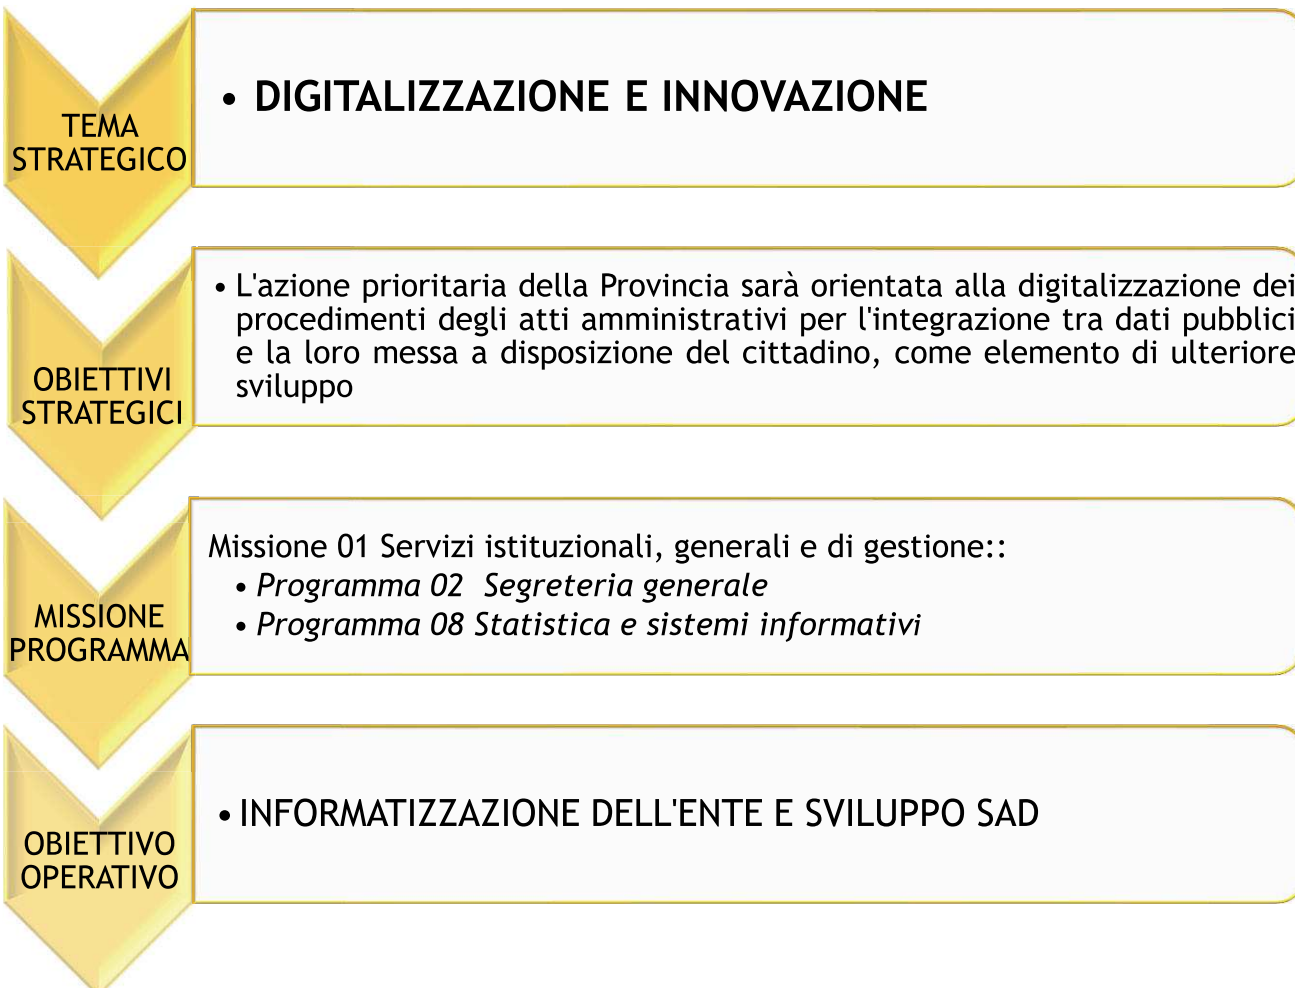 TEMA
STRATEGICO
• DIGITALIZZAZIONE E INNOVAZIONE
OBIETTIVI
STRATEGICI
• L'azione prioritaria della Provincia sarà orientata alla digitalizzazione dei
procedimenti degli atti amministrativi per l'integrazione tra dati pubblici
e la loro messa a disposizione del cittadino, come elemento di ulteriore
sviluppo
MISSIONE
PROGRAMMA
Missione 01 Servizi istituzionali, generali e di gestione::
• Programma 02  Segreteria generale
• Programma 08 Statistica e sistemi informativi
OBIETTIVO
OPERATIVO
• INFORMATIZZAZIONE DELL'ENTE E SVILUPPO SAD